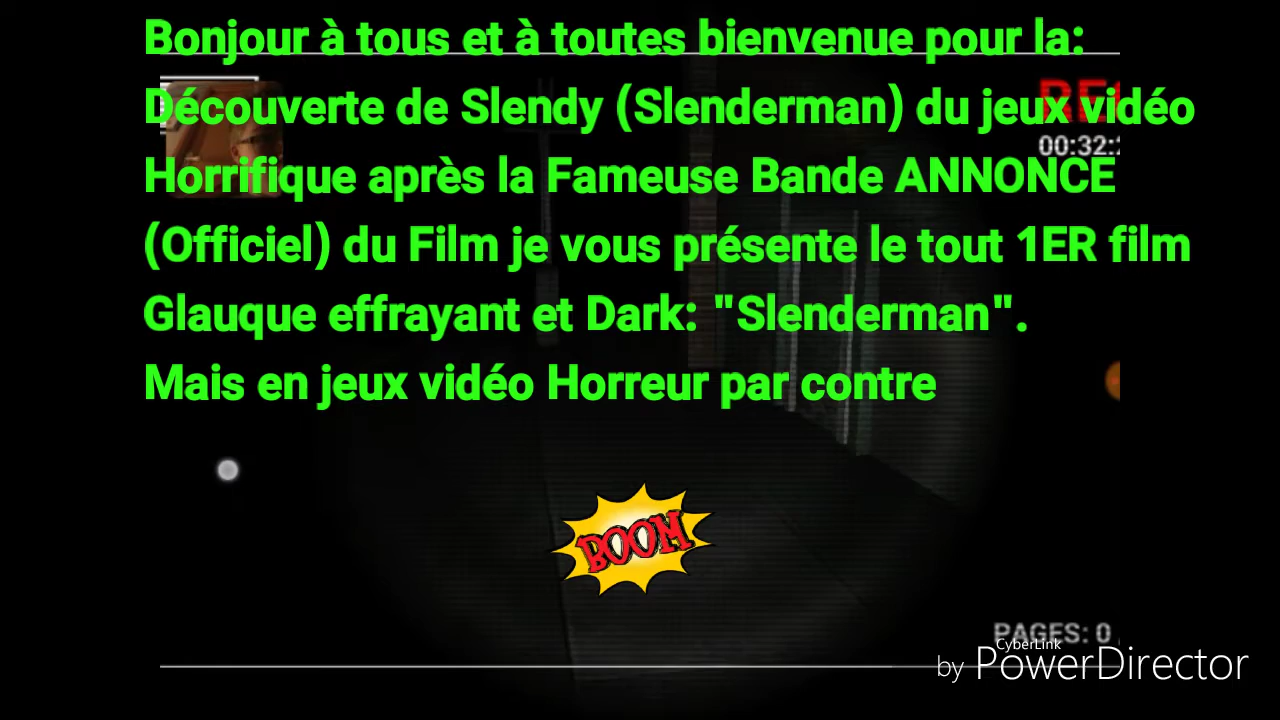 Bonjour à tous et à toutes bienvenue pour la:
Découverte de Slendy (Slenderman) du jeux vidéo
Horrifique après la Fameuse Bande ANNONCE
(Officiel) du Film je vous présente le tout 1ER film
Glauque effrayant et Dark: "Slenderman".
Mais en jeux vidéo Horreur par contre
00:32:
BOOM
PAGES: 0
CyberLink
by PowerDirector